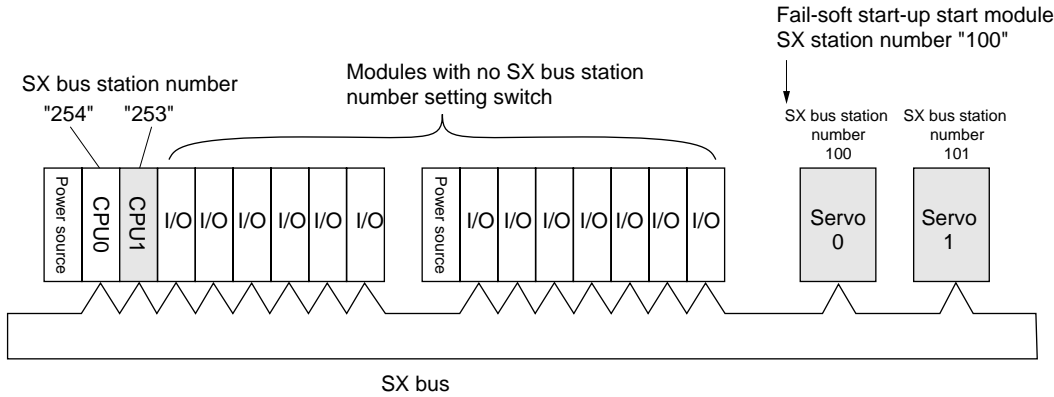 Fail-soft start-up start module
SX station number "100"
SX bus station number
"254" "253"
Modules with no SX bus station
number setting switch
SX bus station
number
100
SX bus station
number
101
Power source
CPU0
CPU1
I/O I/O I/O I/O I/O I/O
Power source
I/O I/O I/O I/O I/O I/O I/O
Servo
0
Servo
1
SX bus